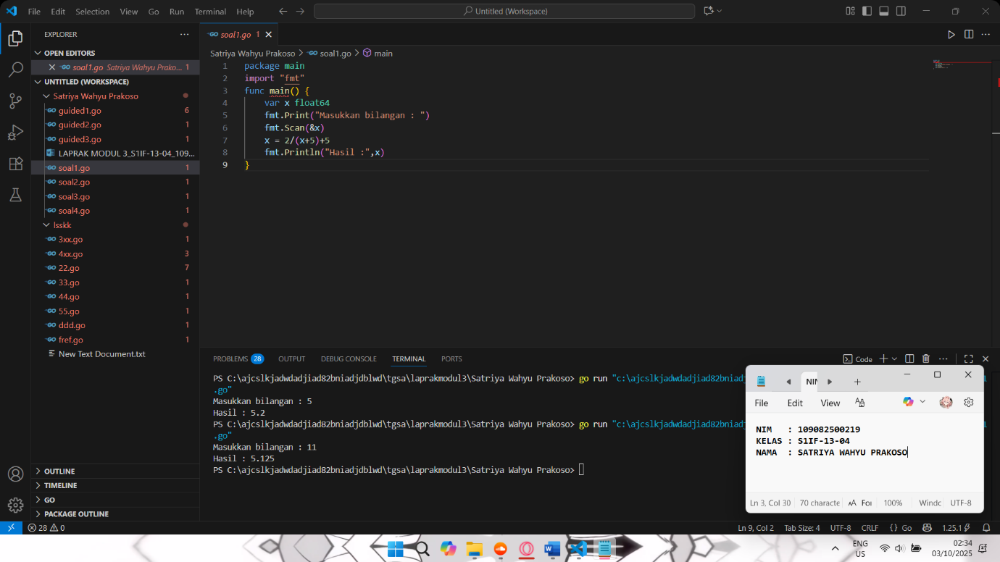 File Edit Selection View Go Run Terminal Help
Untitled (Workspace)
EXPLORER
soal1.go 1
OPEN EDITORS
soal1.go Satriya Wahyu Prako... 1
UNTITLED (WORKSPACE)
Satriya Wahyu Prakoso
guided1.go 6
guided2.go 1
guided3.go 1
LAPRAK MODUL 3_S1IF-13-04_109...
soal1.go 1
soal2.go 1
soal3.go 1
soal4.go 1
lsskk
3xx.go 1
4xx.go 3
22.go 7
33.go 1
44.go 1
55.go 1
ddd.go 1
fref.go 1
New Text Document.txt
OUTLINE
TIMELINE
GO
PACKAGE OUTLINE
Satriya Wahyu Prakoso > soal1.go > main
1 package main
2 import "fmt"
3 func main() {
4 var x float64
5 fmt.Print("Masukkan bilangan : ")
6 fmt.Scan(&x)
7 x = 2/(x+5)+5
8 fmt.Println("Hasil :",x)
9 }
PROBLEMS 28 OUTPUT DEBUG CONSOLE TERMINAL PORTS
Code
PS C:\ajcslkjadwdadjiad82bniadjdblwd\tgsa\laprakmodul3\Satriya Wahyu Prakoso> go run "c:\ajcslkjadwdadjiad82bniadj
.go"
Masukkan bilangan : 5
Hasil : 5.2
PS C:\ajcslkjadwdadjiad82bniadjdblwd\tgsa\laprakmodul3\Satriya Wahyu Prakoso> go run "c:\ajcslkjadwdadjiad82bniadj
.go"
Masukkan bilangan : 11
Hasil : 5.125
PS C:\ajcslkjadwdadjiad82bniadjdblwd\tgsa\laprakmodul3\Satriya Wahyu Prakoso>
NIM
File Edit View
NIM : 109082500219
KELAS : S1IF-13-04
NAMA : SATRIYA WAHYU PRAKOSO
Ln 3, Col 30 70 characte 100% Windc UTF-8
28 0
Ln 9, Col 2 Tab Size: 4 UTF-8 CRLF {} Go 1.25.1
ENG
US
02:34
03/10/2025